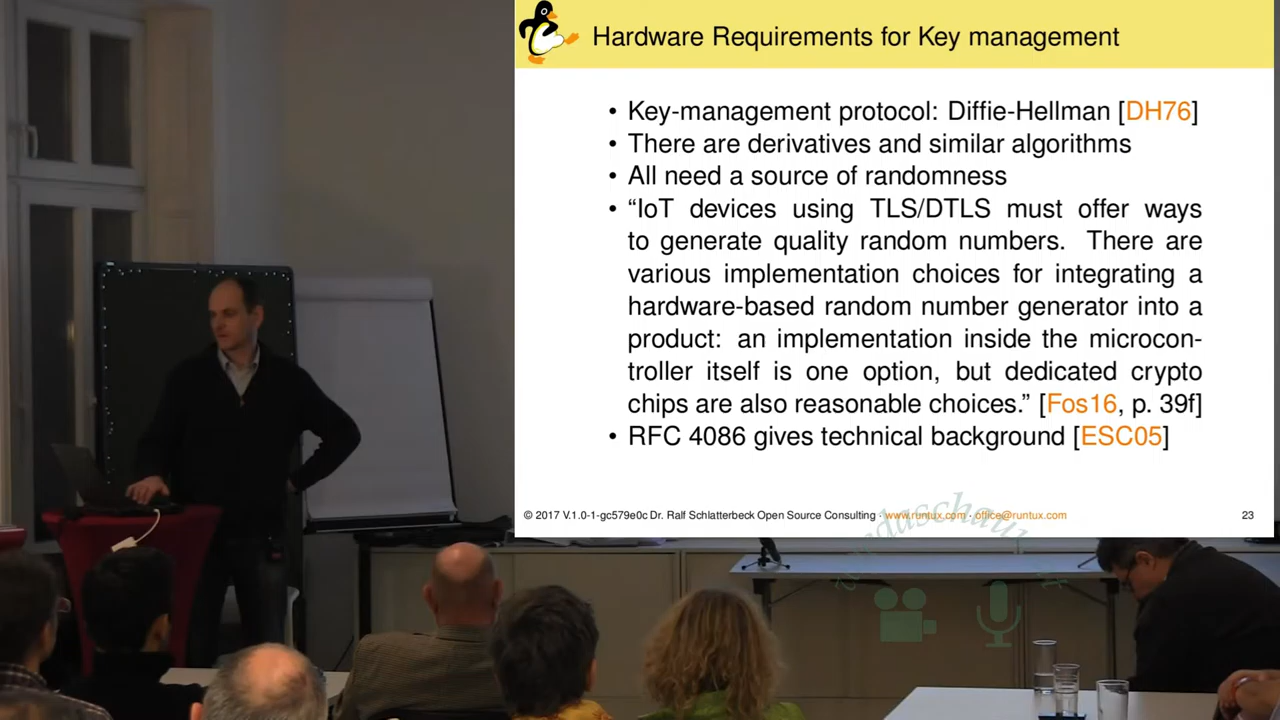 Hardware Requirements for Key management
• Key-management protocol: Diffie-Hellman [DH76]
• There are derivatives and similar algorithms
• All need a source of randomness
• “IoT devices using TLS/DTLS must offer ways
to generate quality random numbers. There are
various implementation choices for integrating a
hardware-based random number generator into a
product: an implementation inside the microcon-
troller itself is one option, but dedicated crypto
chips are also reasonable choices.” [Fos16, p. 39f]
• RFC 4086 gives technical background [ESC05]
© 2017 V.1.0-1-gc579e0c Dr. Ralf Schlatterbeck Open Source Consulting · www.runtux.com · office@runtux.com 23